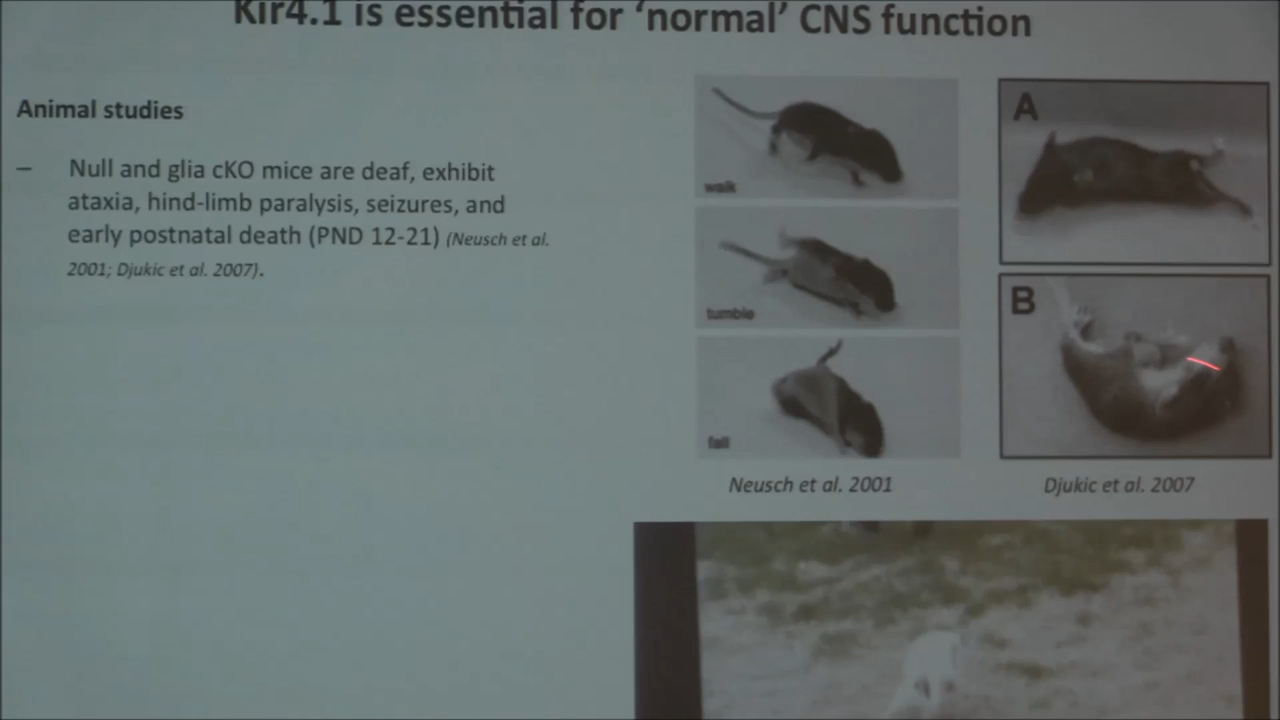 Kir4.1 is essential for ‘normal’ CNS function
Animal studies
– Null and glia cKO mice are deaf, exhibit
ataxia, hind-limb paralysis, seizures, and
early postnatal death (PND 12-21) (Neusch et al.
2001; Djukic et al. 2007).
walk
tumble
fall
Neusch et al. 2001
A
B
Djukic et al. 2007